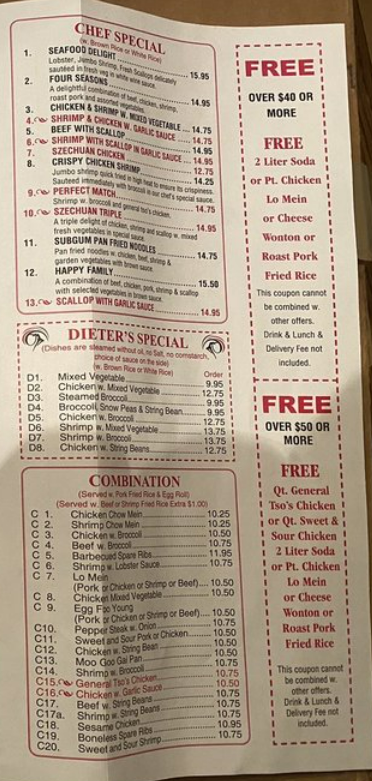 CHEF SPECIAL
(w. Brown Rice or White Rice)
1. SEAFOOD DELIGHT 15.95
Lobster, Jumbo Shrimp, Fresh Scallops delicately
sautéed in fresh veg in white wine sauce.
2. FOUR SEASONS 14.95
A delightful combination of beef, chicken, shrimp,
roast pork and assorted vegetables.
3. CHICKEN & SHRIMP W. MIXED VEGETABLE 14.75
4. SHRIMP & CHICKEN W. GARLIC SAUCE 14.75
5. BEEF WITH SCALLOP 14.95
6. SHRIMP WITH SCALLOP IN GARLIC SAUCE 14.95
7. SZECHUAN CHICKEN 12.75
8. CRISPY CHICKEN SHRIMP 14.25
Jumbo shrimp quick fried in high heat to ensure its crispiness.
Sauteed immediately with broccoli in our chef's special sauce.
9. PERFECT MATCH 14.75
Shrimp w. broccoli and general tso's chicken.
10. SZECHUAN TRIPLE 14.95
A triple delight of chicken, shrimp and scallop w. mixed
fresh vegetables in special sauce.
11. SUBGUM PAN FRIED NOODLES 14.75
Pan fried noodles w. chicken, beef, shrimp &
garden vegetables with brown sauce.
12. HAPPY FAMILY 15.50
A combination of beef, chicken, pork, shrimp & scallop
with selected vegetables in brown sauce.
13. SCALLOP WITH GARLIC SAUCE 14.95
DIETER'S SPECIAL
(Dishes are steamed without oil, no Salt, no cornstarch,
choice of sauce on the side)
(w. Brown Rice or White Rice)
Order
D1. Mixed Vegetable 9.95
D2. Chicken w. Mixed Vegetable 12.75
D3. Steamed Broccoli 9.95
D4. Broccoli, Snow Peas & String Bean 9.95
D5. Chicken w. Broccoli 12.75
D6. Shrimp w. Mixed Vegetable 13.75
D7. Shrimp w. Broccoli 13.75
D8. Chicken w. String Beans 12.75
COMBINATION
(Served w. Pork Fried Rice & Egg Roll)
(Served w. Beef or Shrimp Fried Rice Extra $1.00)
C 1. Chicken Chow Mein 10.25
C 2. Shrimp Chow Mein 10.25
C 3. Chicken w. Broccoli 10.50
C 4. Beef w. Broccoli 10.75
C 5. Barbecued Spare Ribs 11.95
C 6. Shrimp w. Lobster Sauce 10.75
C 7. Lo Mein
(Pork or Chicken or Shrimp or Beef) 10.50
C 8. Chicken w. Mixed Vegetable 10.50
C 9. Egg Foo Young
(Pork or Chicken or Shrimp or Beef) 10.50
C10. Pepper Steak w. Onion 10.75
C11. Sweet and Sour Pork or Chicken 10.50
C12. Chicken w. String Bean 10.50
C13. Moo Goo Gai Pan 10.50
C14. Shrimp w. Broccoli 10.75
C15. General Tso's Chicken 10.75
C16. Chicken w. Garlic Sauce 10.50
C17. Beef w. String Beans 10.75
C17a. Shrimp w. String Beans 10.75
C18. Sesame Chicken 10.95
C19. Boneless Spare Ribs 10.75
C20. Sweet and Sour Shrimp 10.75
FREE
OVER $40 OR
MORE
FREE
2 Liter Soda
or Pt. Chicken
Lo Mein
or Cheese
Wonton or
Roast Pork
Fried Rice
This coupon cannot
be combined w.
other offers.
Drink & Lunch &
Delivery Fee not
included.
FREE
OVER $50 OR
MORE
FREE
Qt. General
Tso's Chicken
or Qt. Sweet &
Sour Chicken
2 Liter Soda
or Pt. Chicken
Lo Mein
or Cheese
Wonton or
Roast Pork
Fried Rice
This coupon cannot
be combined w.
other offers.
Drink & Lunch &
Delivery Fee not
included.